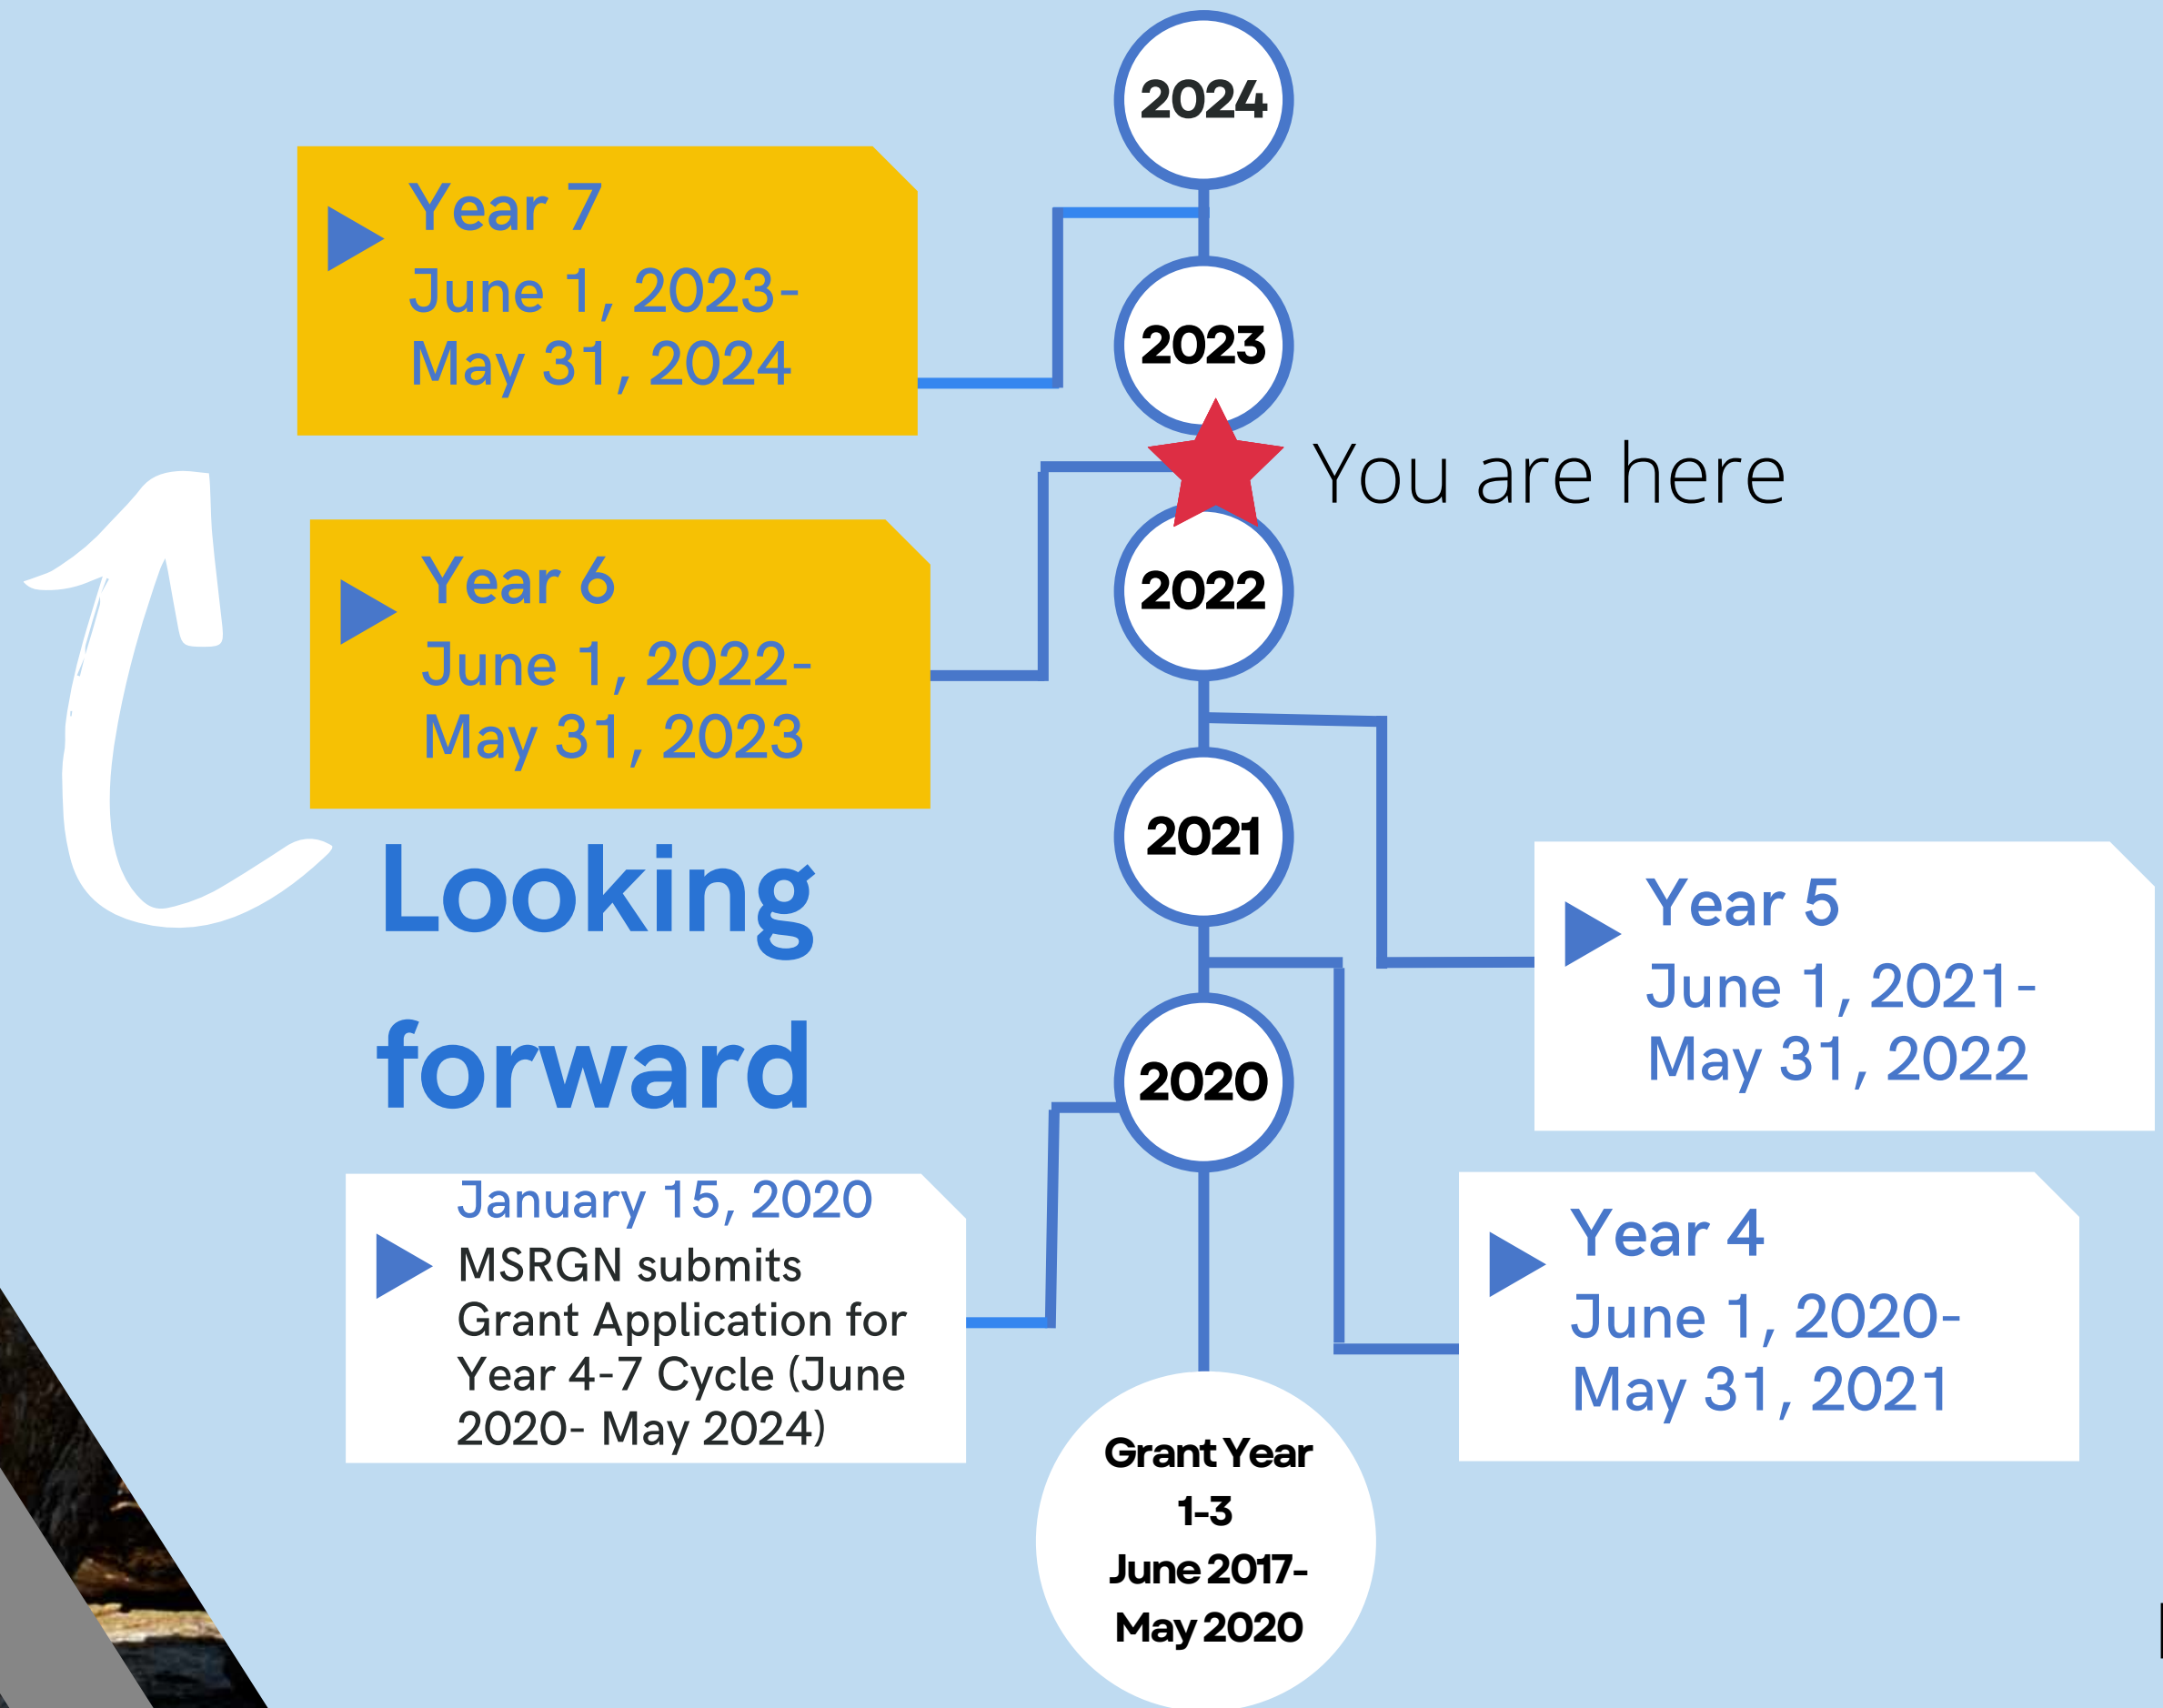 2024
Year 7
June 1, 2023-
May 31, 2024
2023
You are here
Year 6
June 1, 2022-
May 31, 2023
2022
2021
Looking
forward
Year 5
June 1, 2021-
May 31, 2022
2020
January 15, 2020
MSRGN submits
Grant Application for
Year 4-7 Cycle (June
2020- May 2024)
Year 4
June 1, 2020-
May 31, 2021
Grant Year
1-3
June 2017-
May 2020